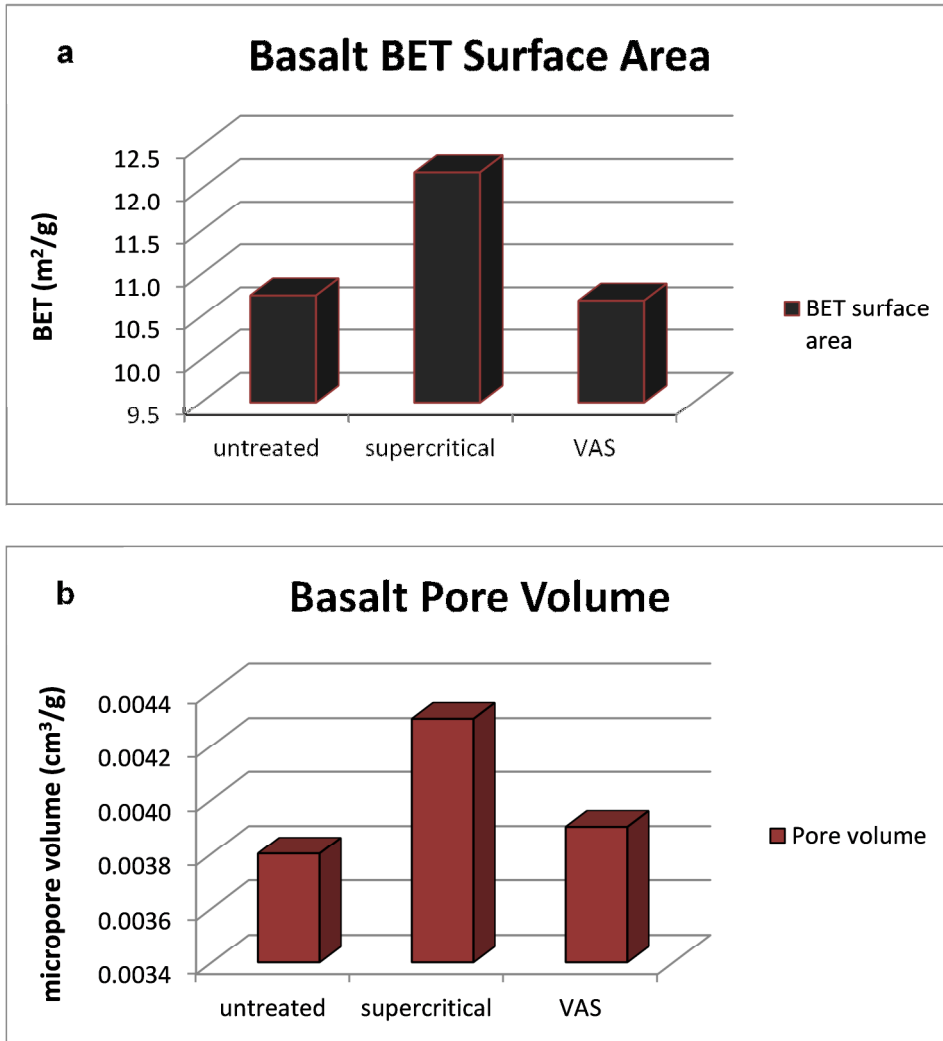 a
Basalt BET Surface Area
BET (m²/g)
12.5
12.0
11.5
11.0
10.5
10.0
9.5
untreated supercritical VAS
BET surface
area
b
Basalt Pore Volume
micropore volume (cm³/g)
0.0044
0.0042
0.0040
0.0038
0.0036
0.0034
untreated supercritical VAS
Pore volume